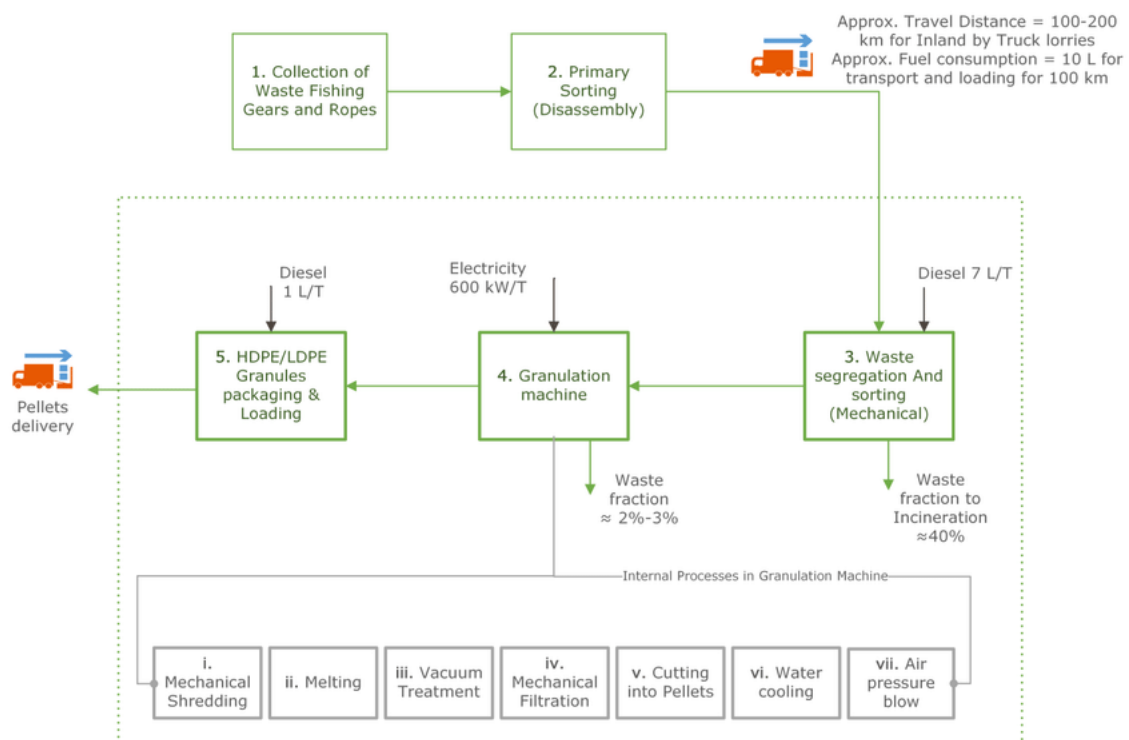 Approx. Travel Distance = 100-200
km for Inland by Truck lorries
Approx. Fuel consumption = 10 L for
transport and loading for 100 km
1. Collection of
Waste Fishing
Gears and Ropes
2. Primary
Sorting
(Disassembly)
Diesel
1 L/T
Electricity
600 kW/T
Diesel 7 L/T
5. HDPE/LDPE
Granules
packaging &
Loading
4. Granulation
machine
3. Waste
segregation And
sorting
(Mechanical)
Pellets
delivery
Waste
fraction
≈ 2%-3%
Waste
fraction to
Incineration
≈40%
Internal Processes in Granulation Machine
i.
Mechanical
Shredding
ii. Melting
iii. Vacuum
Treatment
iv.
Mechanical
Filtration
v. Cutting
into Pellets
vi. Water
cooling
vii. Air
pressure
blow